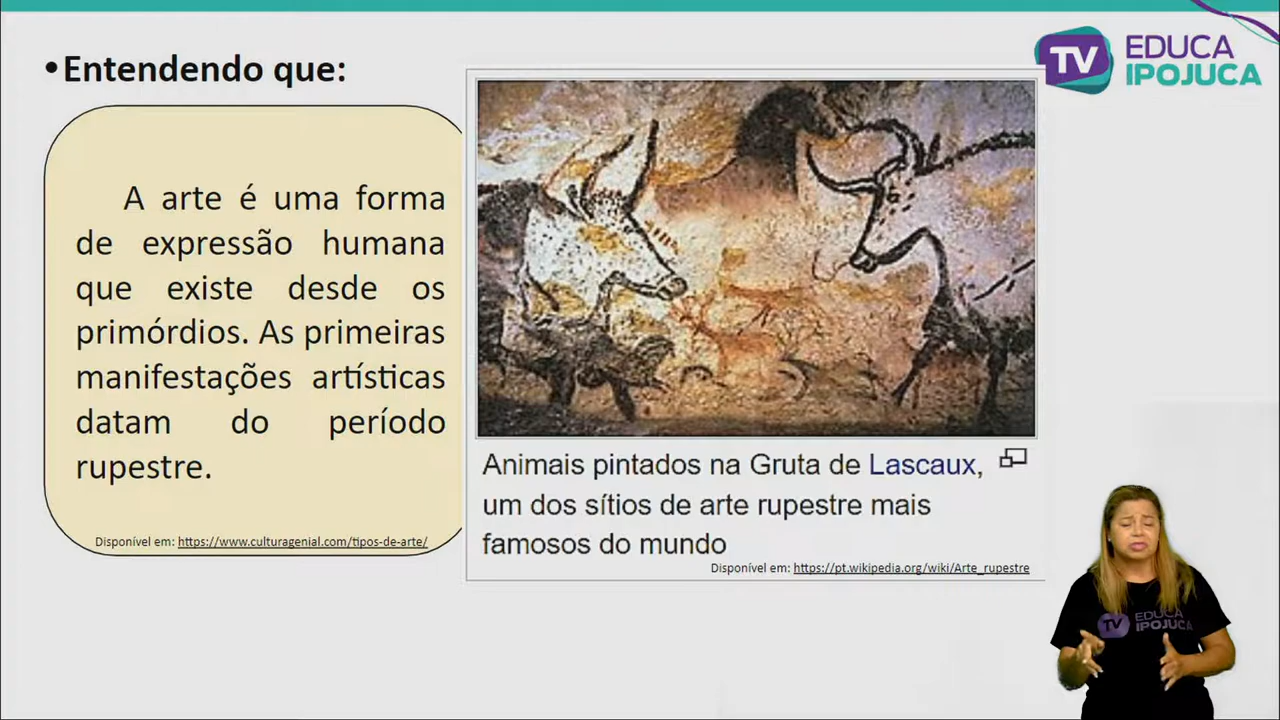 •Entendendo que:
A arte é uma forma
de expressão humana
que existe desde os
primórdios. As primeiras
manifestações artísticas
datam do período
rupestre.
Disponível em: https://www.culturagenial.com/tipos-de-arte/
Animais pintados na Gruta de Lascaux,
um dos sítios de arte rupestre mais
famosos do mundo
Disponível em: https://pt.wikipedia.org/wiki/Arte_rupestre
TV EDUCA
IPOJUCA
TV EDUCA
IPOJUCA